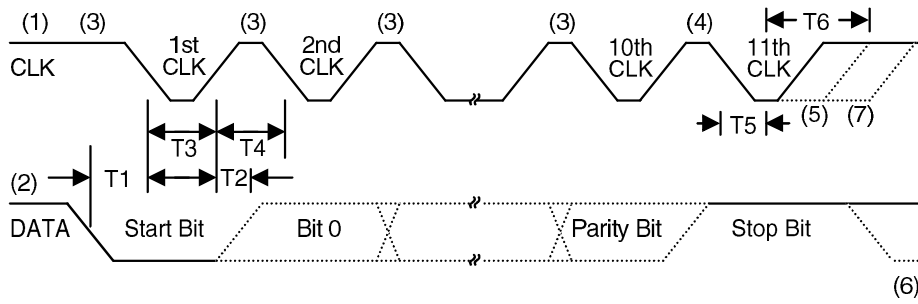 (1) (3) (3) (3) (3) (4) T6
1st CLK 2nd CLK 10th CLK 11th CLK
CLK
(5) (7)
T3 T4 T5
T1 T2
(2)
DATA Start Bit Bit 0 Parity Bit Stop Bit
(6)